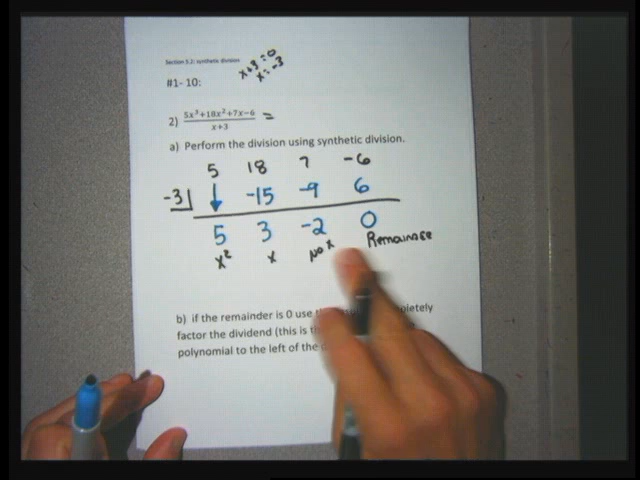 Section 5.2: synthetic division
x+3=0
x=-3
#1- 10:
2) 5x³+18x²+7x−6 =
x+3
a) Perform the division using synthetic division.
5 18 7 -6
-3 ↓ -15 -9 6
5 3 -2 0
x² x no x Remainder
b) if the remainder is 0 use pletely
factor the dividend (this is th
polynomial to the left of the